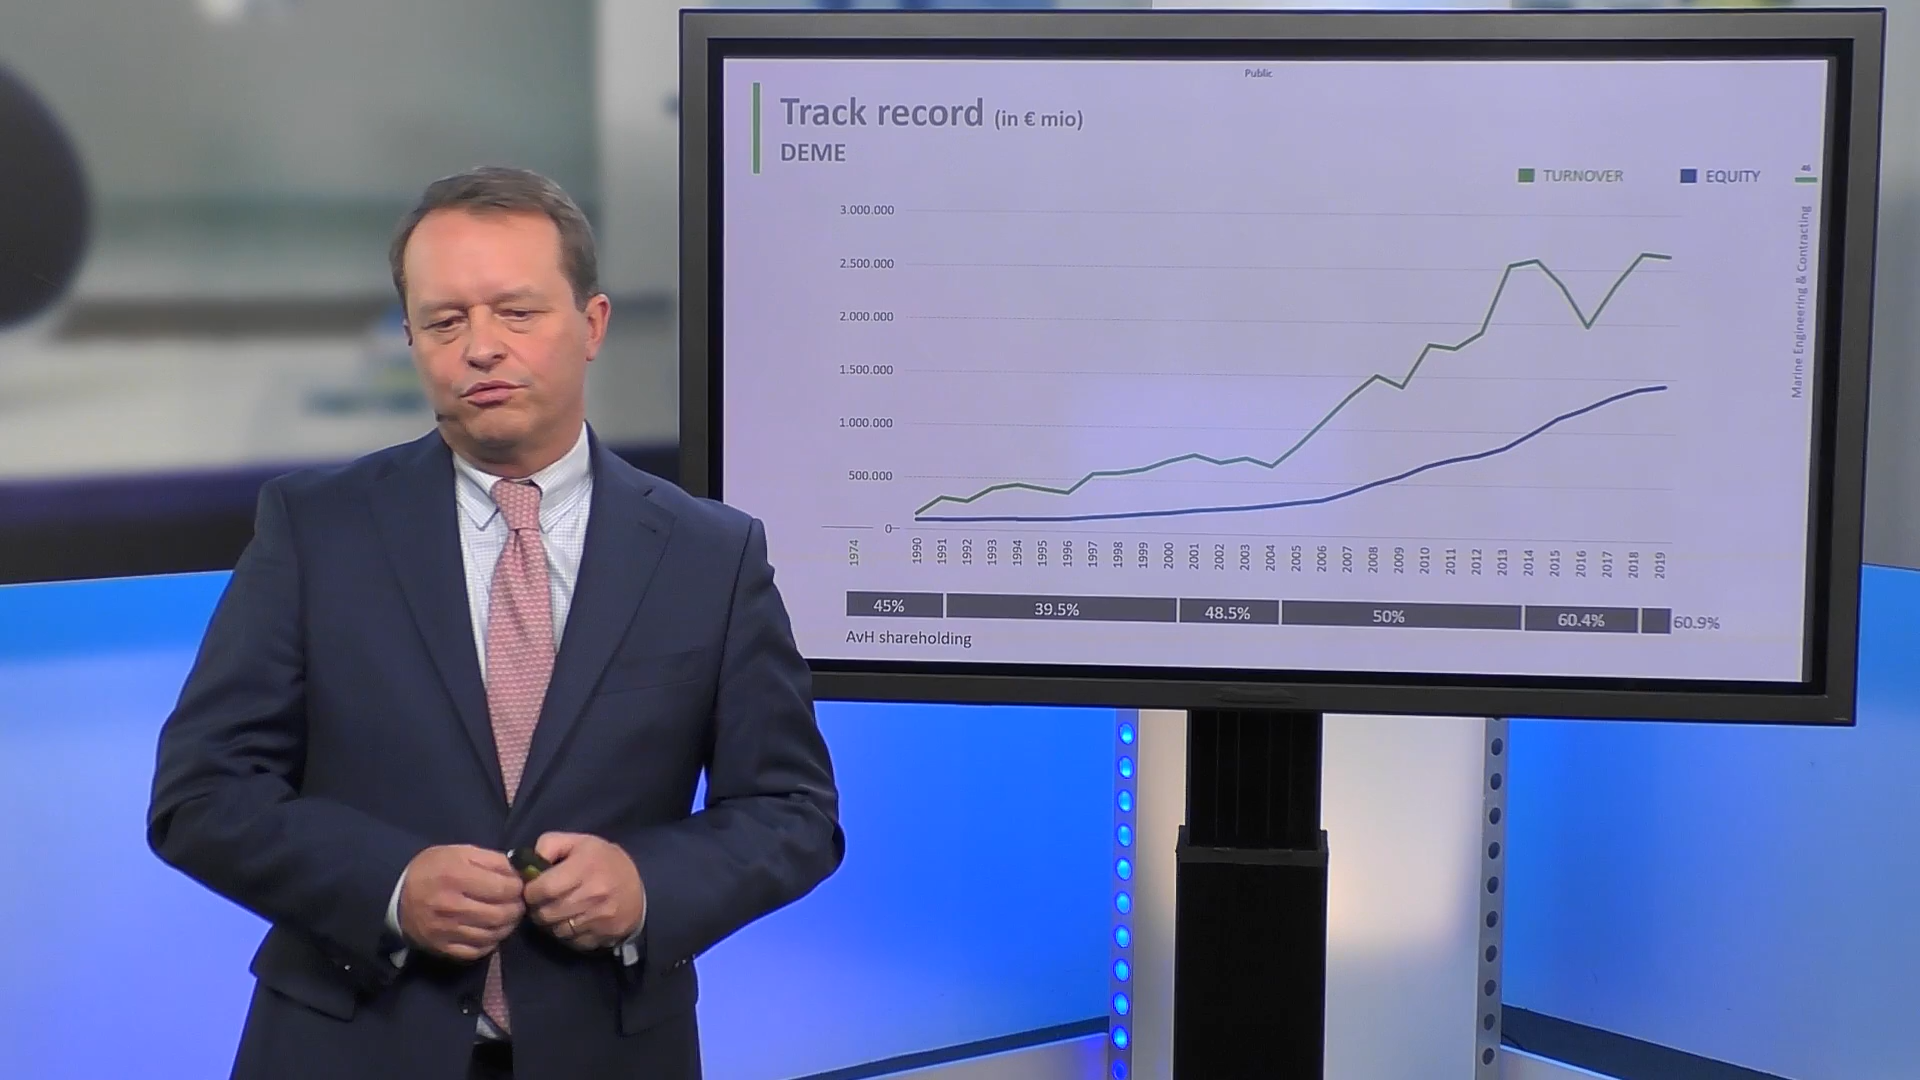 Public
Track record (in € mio)
DEME
TURNOVER EQUITY
3.000.000
2.500.000
2.000.000
1.500.000
1.000.000
500.000
0
1974 1990 1991 1992 1993 1994 1995 1996 1997 1998 1999 2000 2001 2002 2003 2004 2005 2006 2007 2008 2009 2010 2011 2012 2013 2014 2015 2016 2017 2018 2019
45% 39.5% 48.5% 50% 60.4% 60.9%
AvH shareholding
Marine Engineering & Contracting